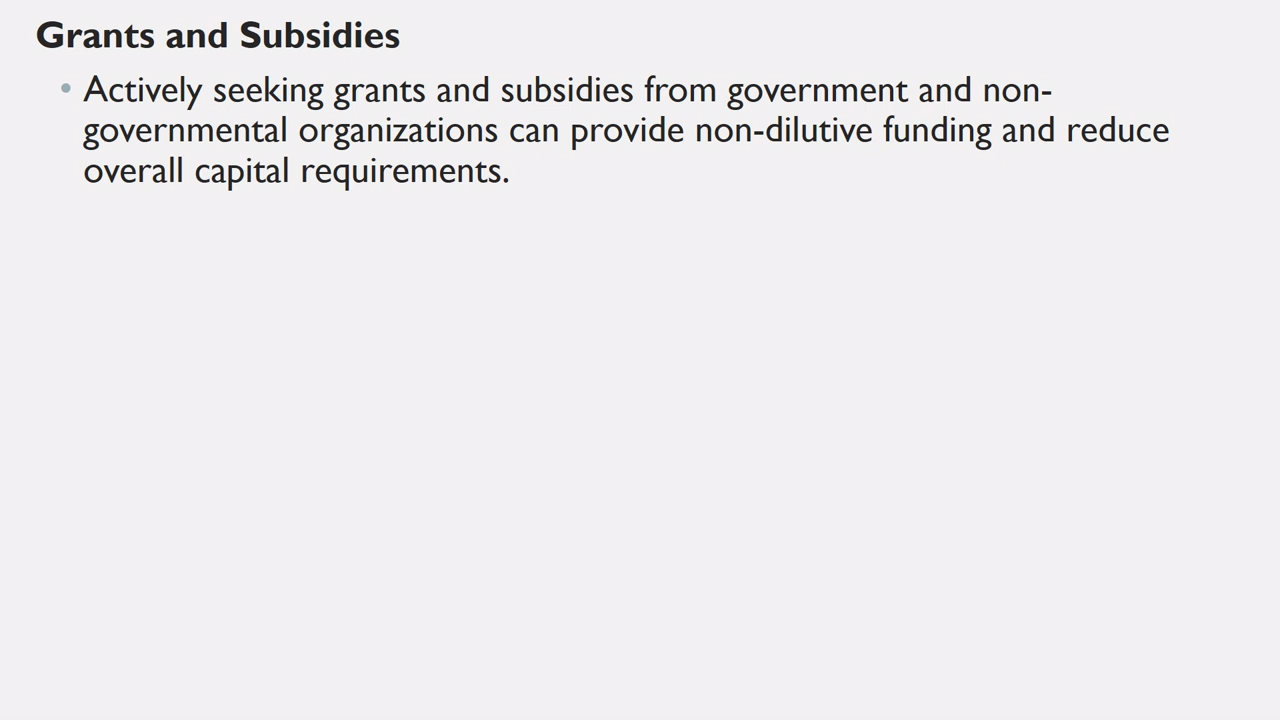 Grants and Subsidies
• Actively seeking grants and subsidies from government and non-
governmental organizations can provide non-dilutive funding and reduce
overall capital requirements.